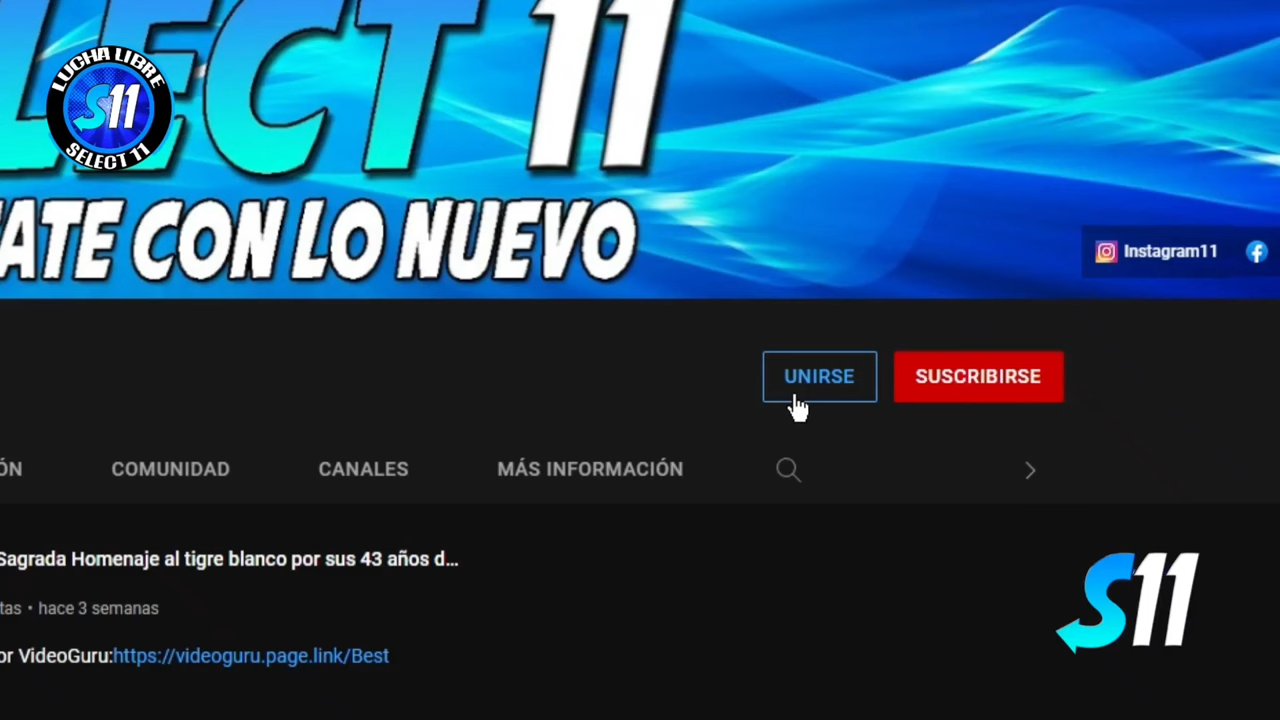 LECT 11
LUCHA LIBRE
S11
SELECT 11
ATE CON LO NUEVO
Instagram11
UNIRSE
SUSCRIBIRSE
ÓN
COMUNIDAD
CANALES
MÁS INFORMACIÓN
Sagrada Homenaje al tigre blanco por sus 43 años d...
tas • hace 3 semanas
or VideoGuru:https://videoguru.page.link/Best
S11